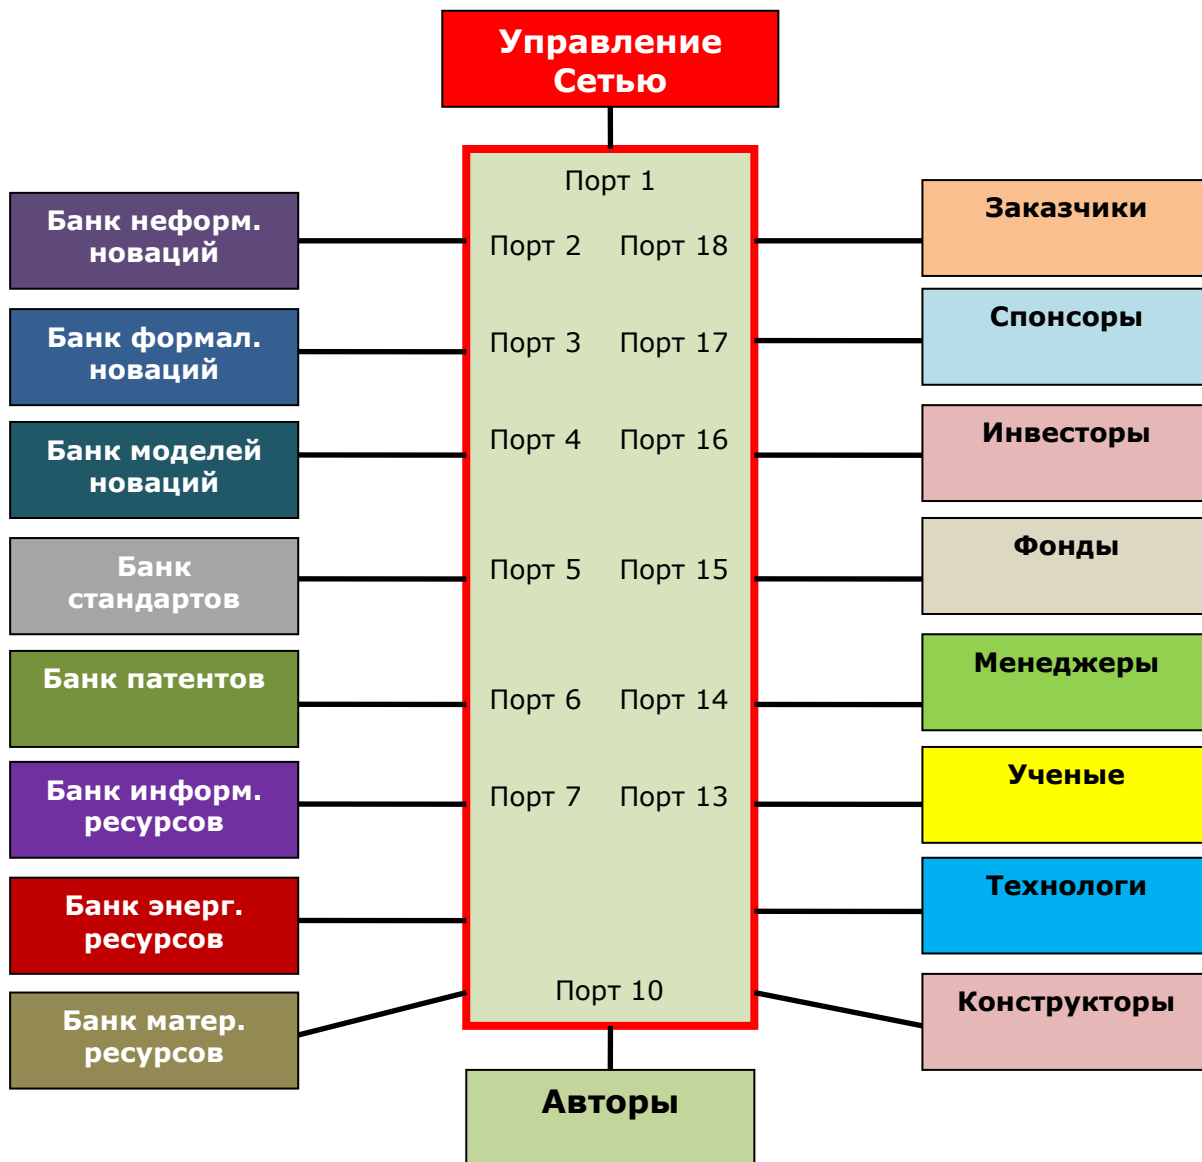 Управление
Сетью
Порт 1
Банк неформ.
новаций
Порт 2 Порт 18
Заказчики
Банк формал.
новаций
Порт 3 Порт 17
Спонсоры
Банк моделей
новаций
Порт 4 Порт 16
Инвесторы
Банк
стандартов
Порт 5 Порт 15
Фонды
Банк патентов
Порт 6 Порт 14
Менеджеры
Банк информ.
ресурсов
Порт 7 Порт 13
Ученые
Банк энерг.
ресурсов
Технологи
Банк матер.
ресурсов
Порт 10
Конструкторы
Авторы